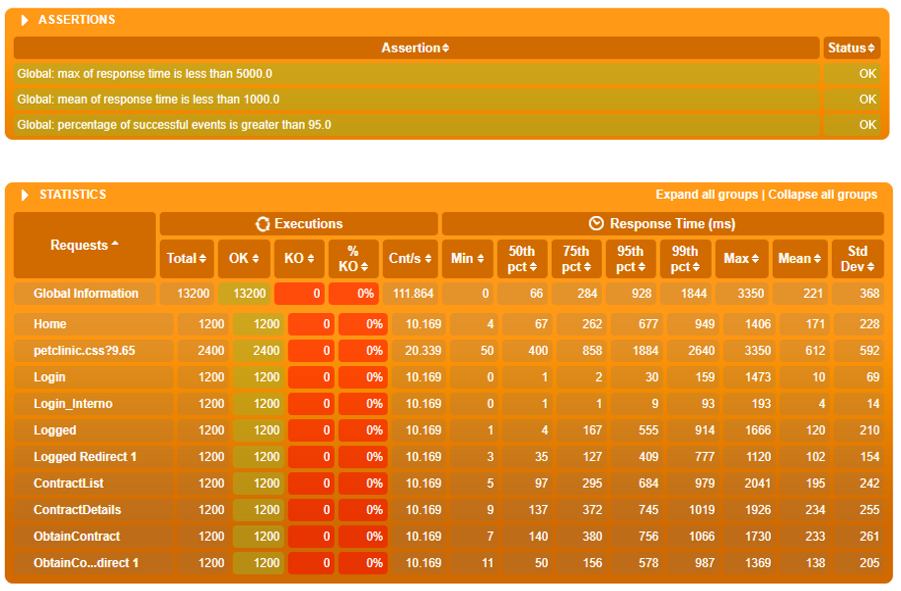 ASSERTIONS
Assertion Status
Global: max of response time is less than 5000.0 OK
Global: mean of response time is less than 1000.0 OK
Global: percentage of successful events is greater than 95.0 OK
STATISTICS Expand all groups | Collapse all groups
Requests Executions Response Time (ms)
Total OK KO % KO Cnt/s Min 50th pct 75th pct 95th pct 99th pct Max Mean Std Dev
Global Information 13200 13200 0 0% 111.864 0 66 284 928 1844 3350 221 368
Home 1200 1200 0 0% 10.169 4 67 262 677 949 1406 171 228
petclinic.css?9.65 2400 2400 0 0% 20.339 50 400 858 1884 2640 3350 612 592
Login 1200 1200 0 0% 10.169 0 1 2 30 159 1473 10 69
Login_Interno 1200 1200 0 0% 10.169 0 1 1 9 93 193 4 14
Logged 1200 1200 0 0% 10.169 1 4 167 555 914 1666 120 210
Logged Redirect 1 1200 1200 0 0% 10.169 3 35 127 409 777 1120 102 154
ContractList 1200 1200 0 0% 10.169 5 97 295 684 979 2041 195 242
ContractDetails 1200 1200 0 0% 10.169 9 137 372 745 1019 1926 234 255
ObtainContract 1200 1200 0 0% 10.169 7 140 380 756 1066 1730 233 261
ObtainCo...direct 1 1200 1200 0 0% 10.169 11 50 156 578 987 1369 138 205